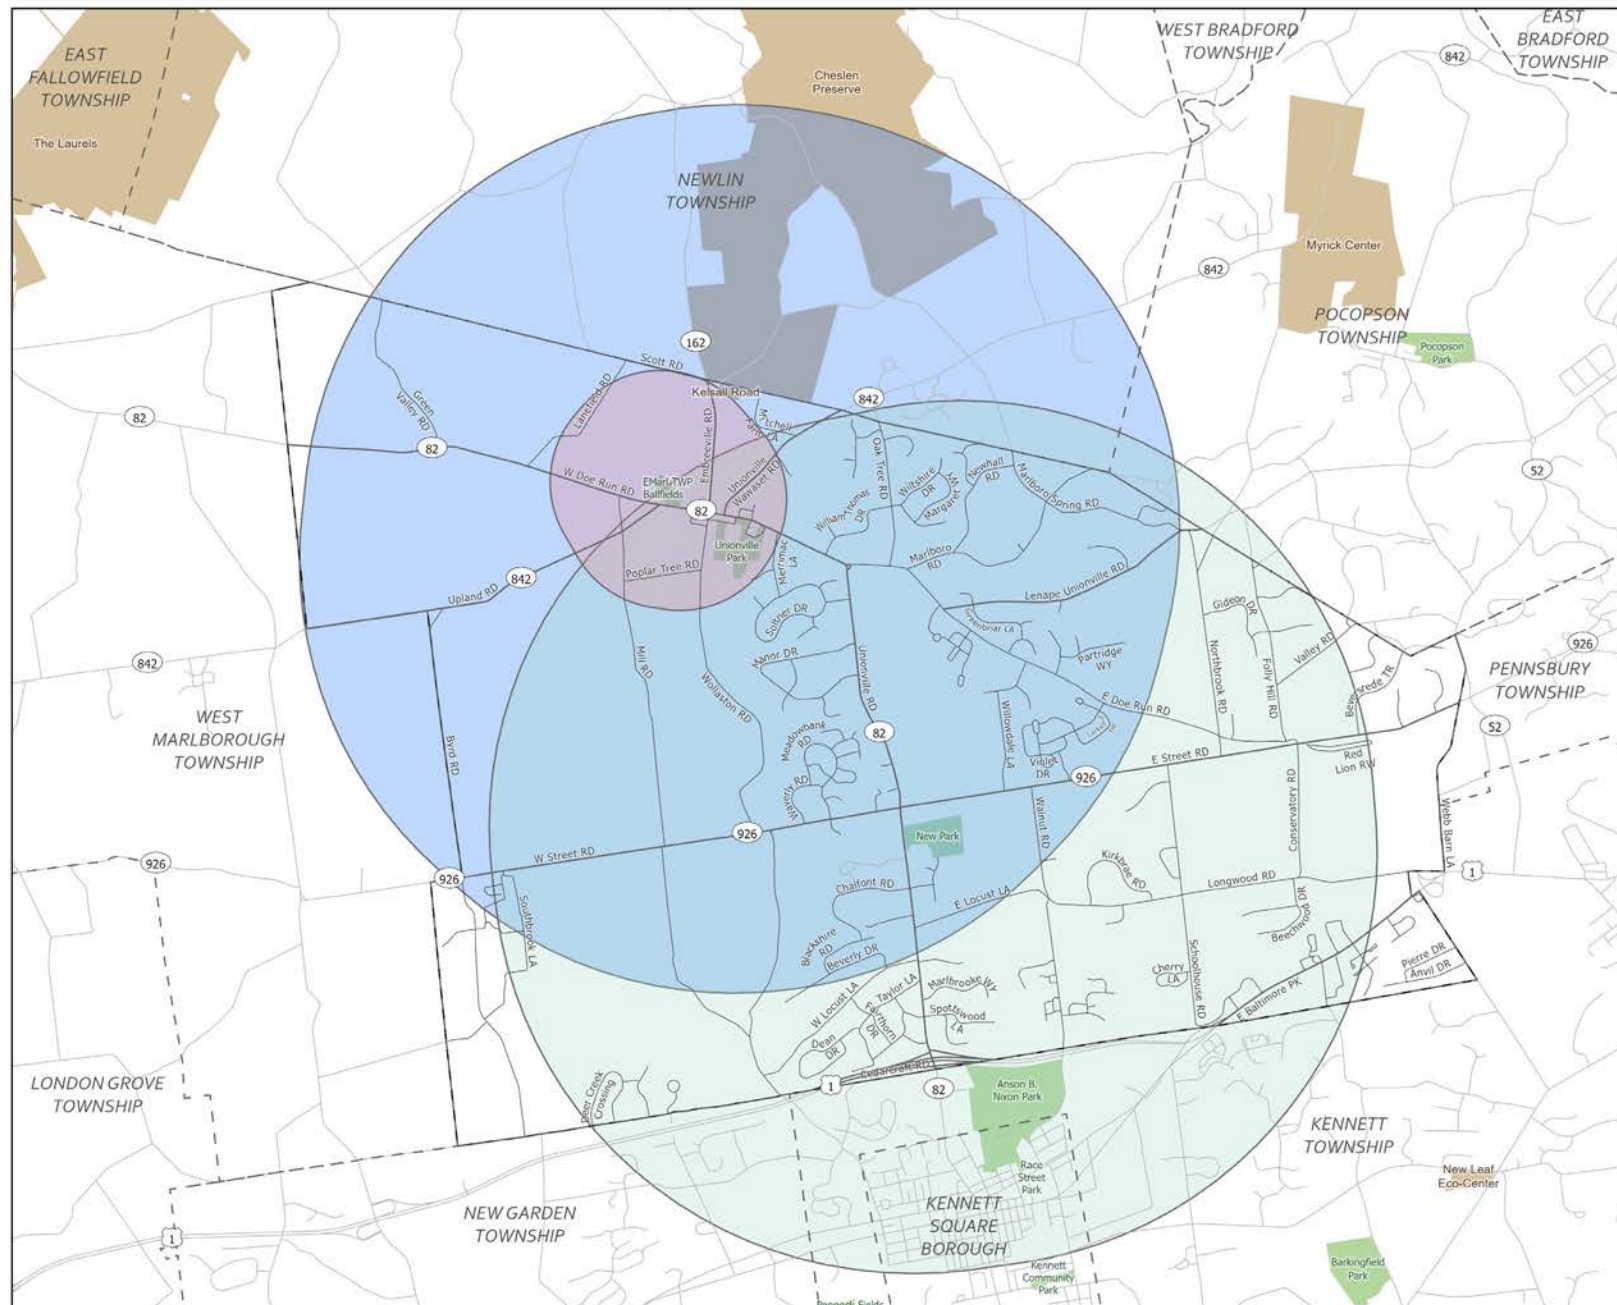 EAST
FALLOWFIELD
TOWNSHIP
The Laurels
Cheslen
Preserve
WEST BRADFORD
TOWNSHIP
EAST
BRADFORD
TOWNSHIP
842
NEWLIN
TOWNSHIP
Myrick Center
842
POCOPSON
TOWNSHIP
Pocopson
Park
162
Scott RD
Kelsall Road
842
82
Green
Valley RD
82
Lanefield RD
Embreeville RD
Mitchell
Farm LA
Unionville
Wawaset RD
W Doe Run RD
EMarl TWP
Ballfields
82
Unionville
Park
Oak Tree RD
Wiltshire
DR
Margaret WY
Newhall
RD
Marlboro Spring RD
William Thomas
DR
52
Marlboro
RD
Lenape Unionville RD
Merrimac
LA
Poplar Tree RD
842
Upland RD
Soltner DR
Greenbriar LA
Gideon DR
Partridge
WY
Valley RD
926
PENNSBURY
TOWNSHIP
842
Mill RD
Manor DR
Unionville RD
Wollaston RD
Northbrook RD
Folly Hill RD
Beversrede TR
E Doe Run RD
WEST
MARLBOROUGH
TOWNSHIP
Byrd RD
Meadowbank
RD
82
Willowdale LA
52
Violet
DR
E Street RD
Red
Lion RW
926
Waverly RD
926
W Street RD
New Park
Walnut RD
Conservatory RD
Webb Barn LA
926
926
Kirkbrae RD
Longwood RD
1
Chalfont RD
E Locust LA
Southbrook LA
Blackshire
RD
Beverly DR
Beechwood DR
Schoolhouse RD
Cherry
LA
Pierre DR
Anvil DR
W Locust LA
Taylor LA
Marlbrooke WY
Fairthorn
DR
Spottswood
LA
E Baltimore PK
Dean
DR
Cedarcroft RD
1
82
Anson B.
Nixon Park
LONDON GROVE
TOWNSHIP
Deer Creek
Crossing
KENNETT
TOWNSHIP
Race
Street
Park
New Leaf
Eco-Center
NEW GARDEN
TOWNSHIP
KENNETT
SQUARE
BOROUGH
1
Kennett
Community
Park
Barkingfield
Park